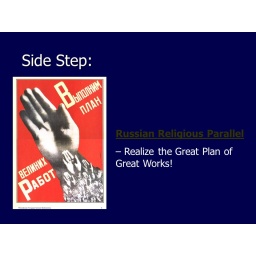 Side Step:
ВЫПОЛНИМ
ПЛАН
ВЕЛИКИХ
РАБОТ
Russian Religious Parallel
– Realize the Great Plan of
Great Works!